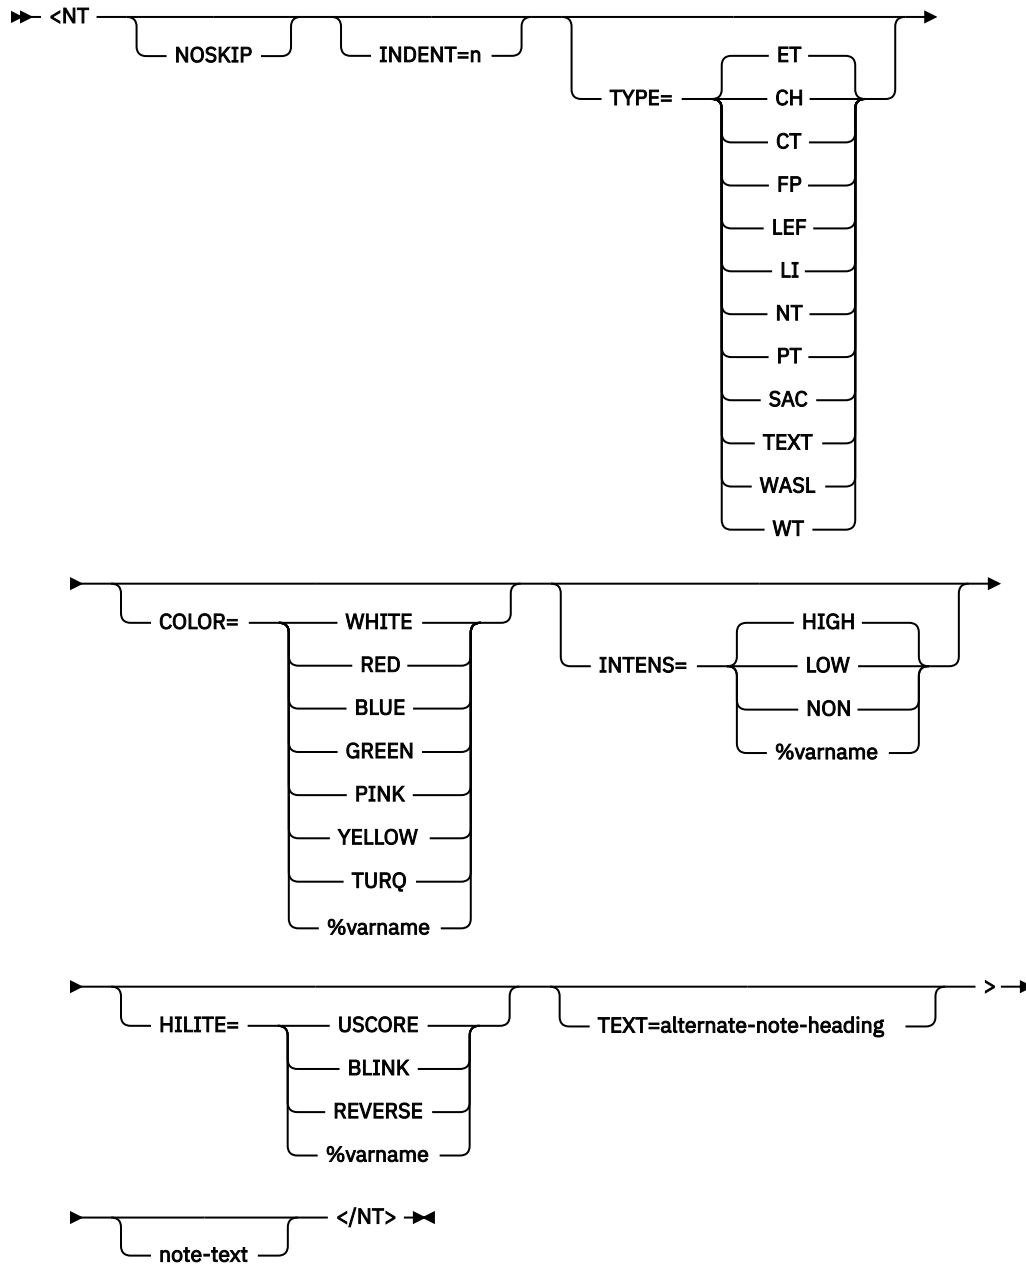 <NT
NOSKIP
INDENT=n
TYPE=
ET
CH
CT
FP
LEF
LI
NT
PT
SAC
TEXT
WASL
WT
COLOR=
WHITE
RED
BLUE
GREEN
PINK
YELLOW
TURQ
%varname
INTENS=
HIGH
LOW
NON
%varname
HILITE=
USCORE
BLINK
REVERSE
%varname
TEXT=alternate-note-heading
>
note-text
</NT>